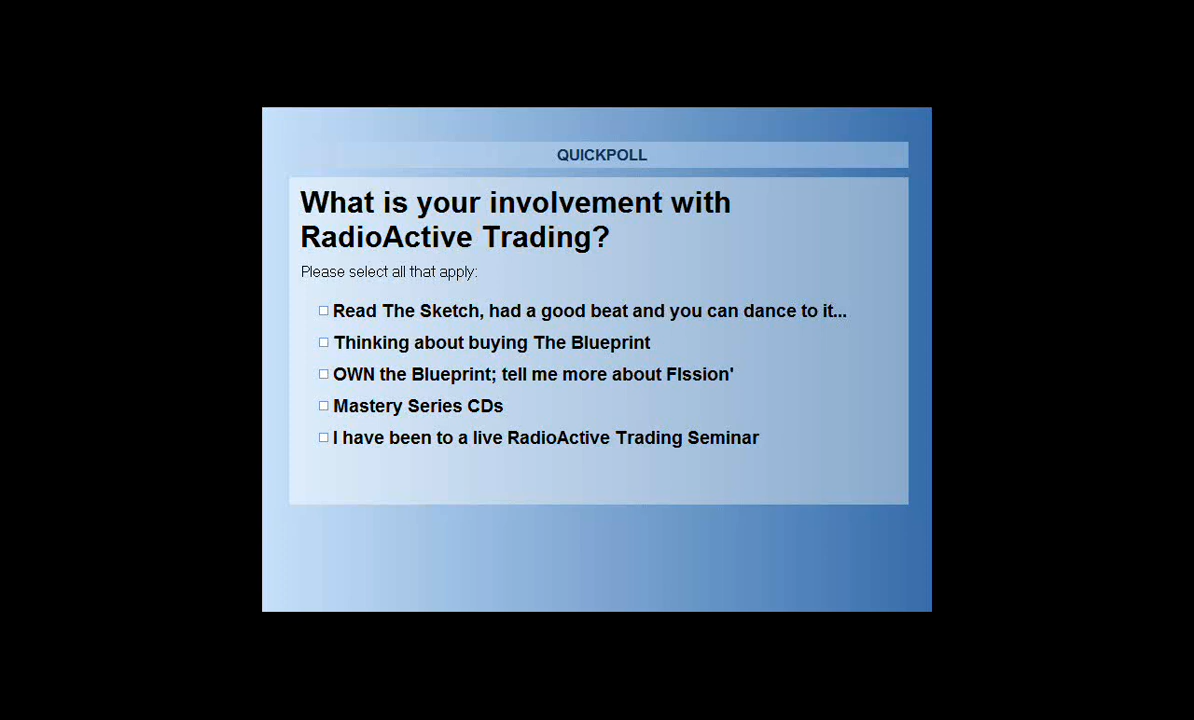 QUICKPOLL
What is your involvement with
RadioActive Trading?
Please select all that apply:
Read The Sketch, had a good beat and you can dance to it...
Thinking about buying The Blueprint
OWN the Blueprint; tell me more about FIssion'
Mastery Series CDs
I have been to a live RadioActive Trading Seminar